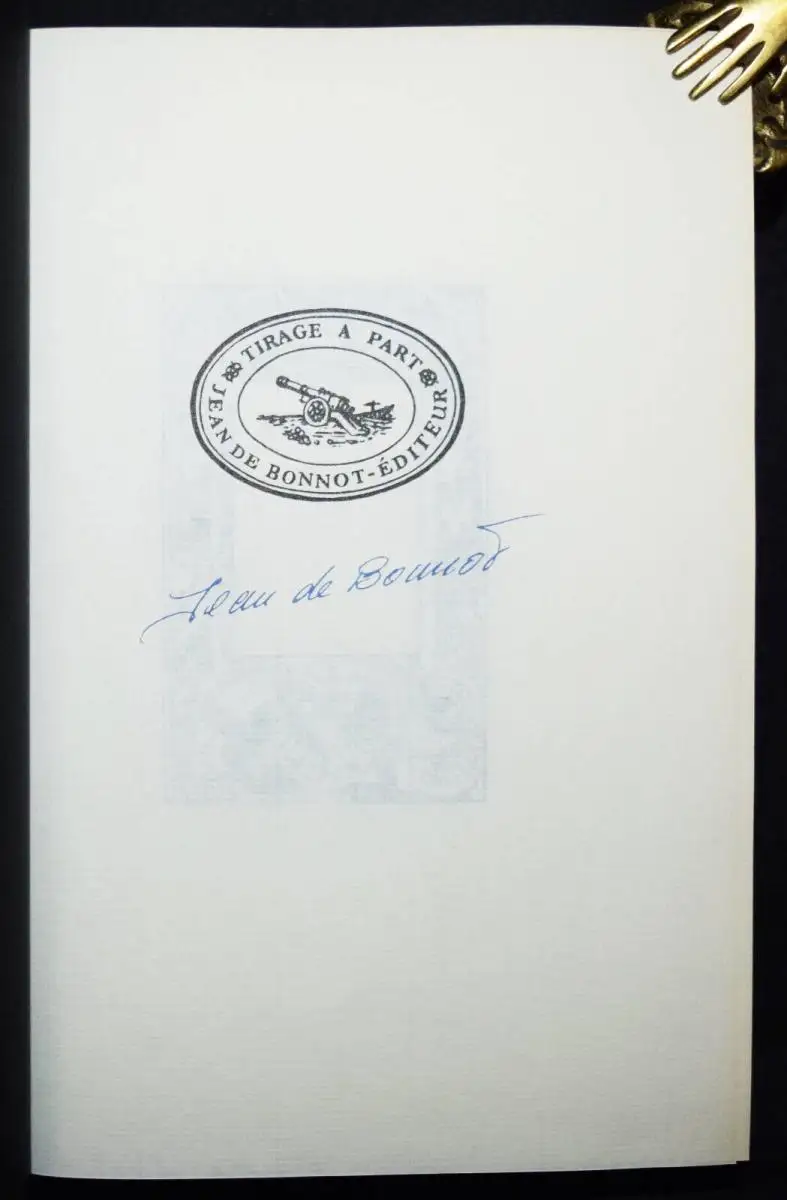 TIRAGE A PART
JEAN DE BONNOT-ÉDITEUR
Jean de Bonnot